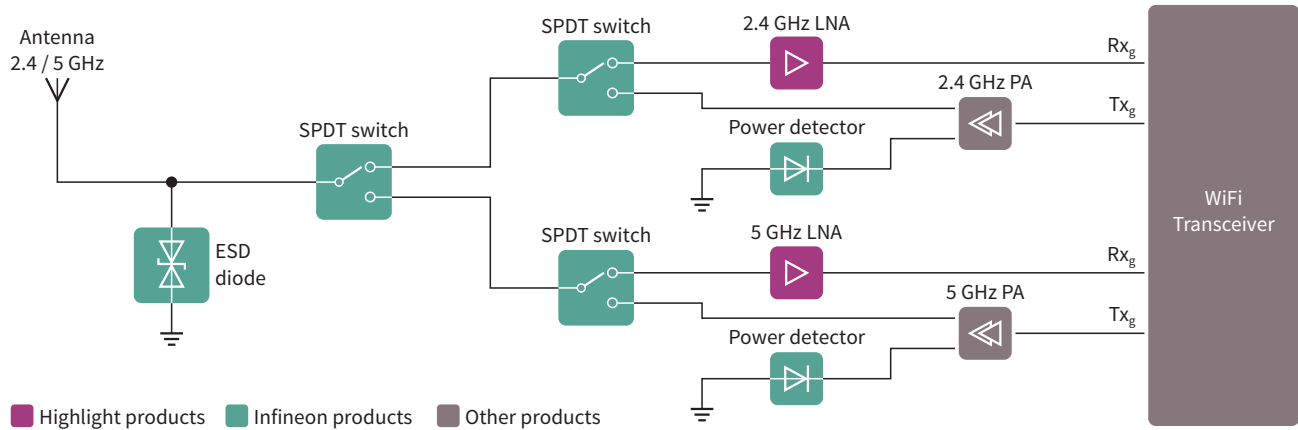 Antenna
2.4 / 5 GHz
SPDT switch
ESD
diode
SPDT switch
2.4 GHz LNA
Rxg
2.4 GHz PA
Txg
Power detector
SPDT switch
5 GHz LNA
Rxg
5 GHz PA
Txg
Power detector
WiFi
Transceiver
Highlight products
Infineon products
Other products